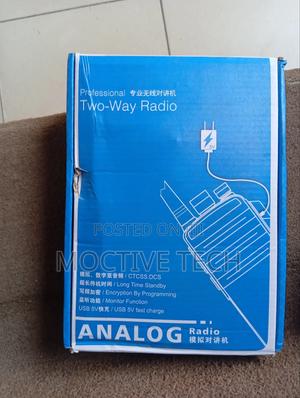 Professional 专业无线对讲机
Two-Way Radio
POSTED ON JIJI
MOCTIVE TECH
模拟、数字亚音频 / CTCSS.DCS
超长待机时间 / Long Time Standby
写频加密 / Encryption By Programming
监听功能 / Monitor Function
USB 5V快充 / USB 5V fast charge
ANALOG Radio
模拟对讲机